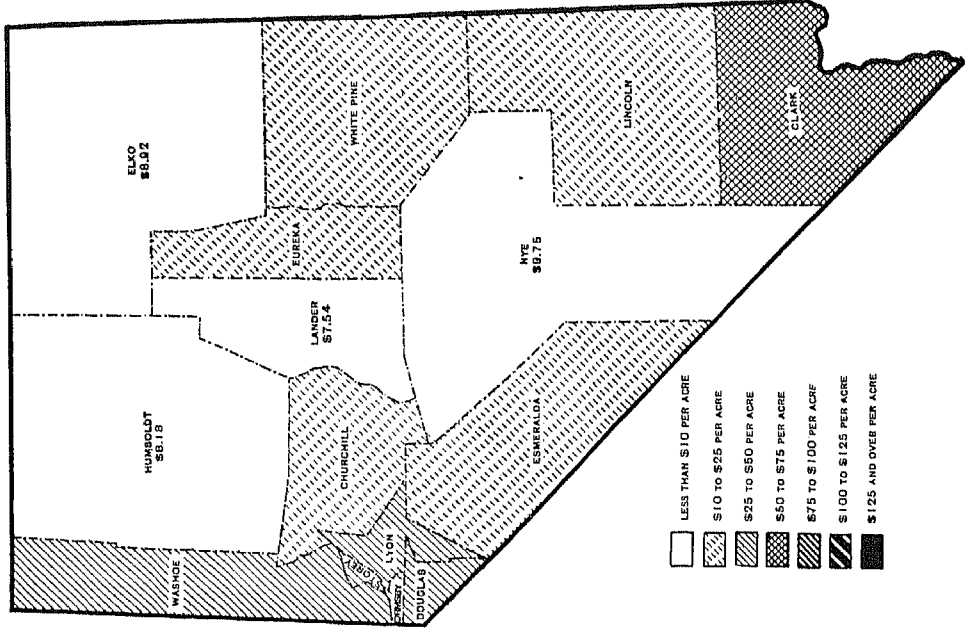 ELKO
$8.92
HUMBOLDT
$8.18
WASHOE
WHITE PINE
EUREKA
LANDER
$7.54
CHURCHILL
STOREY
LYON
ORMSBY
DOUGLAS
NYE
$9.75
LINCOLN
CLARK
ESMERALDA
LESS THAN $10 PER ACRE
$10 TO $25 PER ACRE
$25 TO $50 PER ACRE
$50 TO $75 PER ACRE
$75 TO $100 PER ACRE
$100 TO $125 PER ACRE
$125 AND OVER PER ACRE